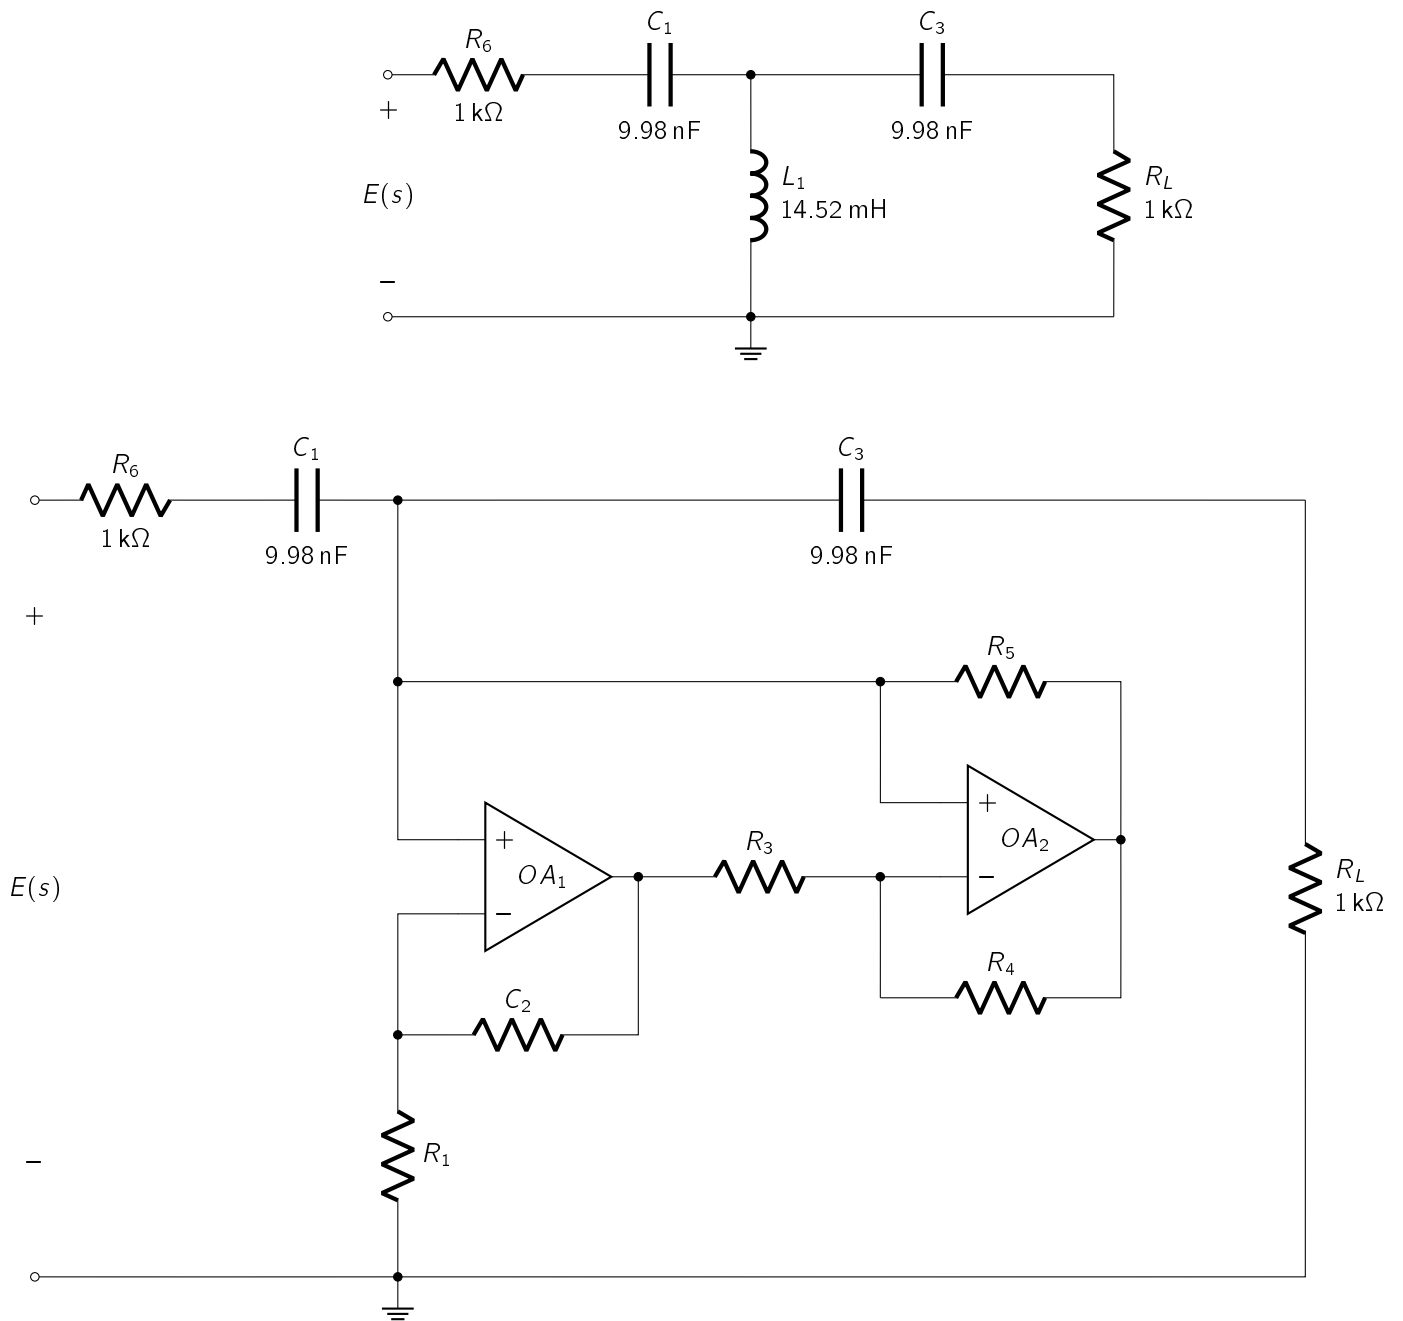 R6
1 kΩ
C1
9.98 nF
C3
9.98 nF
+
E(s)
−
L1
14.52 mH
RL
1 kΩ
R6
1 kΩ
C1
9.98 nF
C3
9.98 nF
+
E(s)
−
R5
+
OA2
−
R3
+
OA1
−
R4
C2
R1
RL
1 kΩ